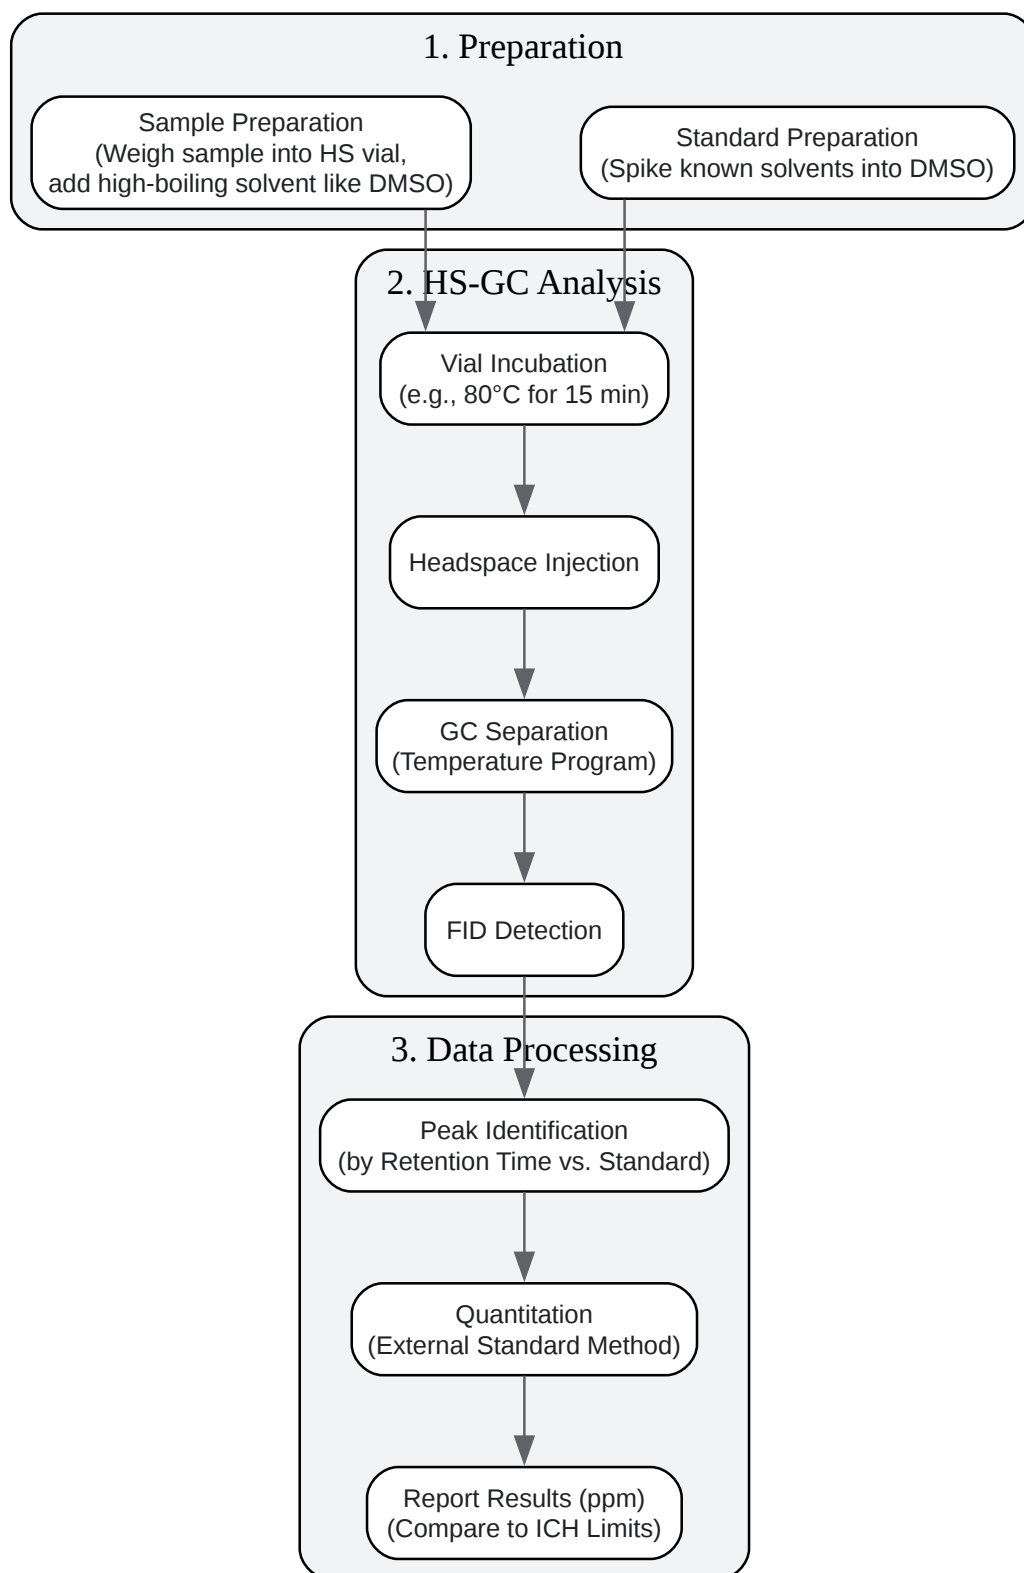 1. Preparation
Sample Preparation
(Weigh sample into HS vial,
add high-boiling solvent like DMSO)
Standard Preparation
(Spike known solvents into DMSO)
2. HS-GC Analysis
Vial Incubation
(e.g., 80°C for 15 min)
Headspace Injection
GC Separation
(Temperature Program)
FID Detection
3. Data Processing
Peak Identification
(by Retention Time vs. Standard)
Quantitation
(External Standard Method)
Report Results (ppm)
(Compare to ICH Limits)